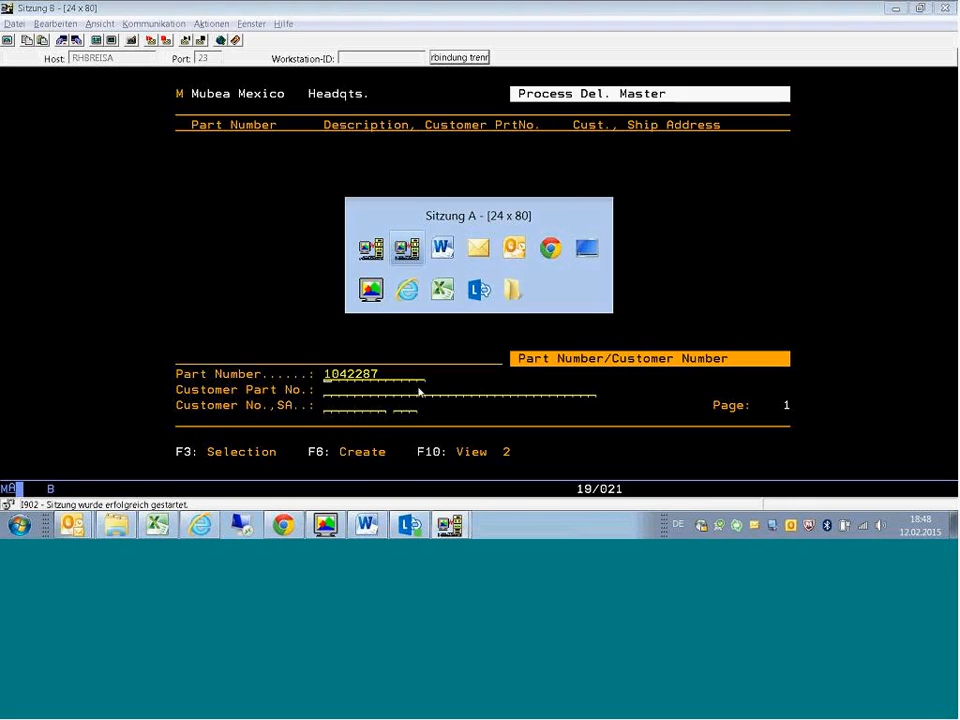 Sitzung B - [24 x 80]
Datei Bearbeiten Ansicht Kommunikation Aktionen Fenster Hilfe
Host: RHBREISA Port: 23 Workstation-ID: rbindung trenr
M Mubea Mexico Headqts. Process Del. Master
Part Number Description, Customer PrtNo. Cust., Ship Address
Sitzung A - [24 x 80]
Part Number/Customer Number
Part Number......: 1042287
Customer Part No.:
Customer No.,SA..: Page: 1
F3: Selection F6: Create F10: View 2
MA B 19/021
I902 - Sitzung wurde erfolgreich gestartet.
DE 18:48
12.02.2015